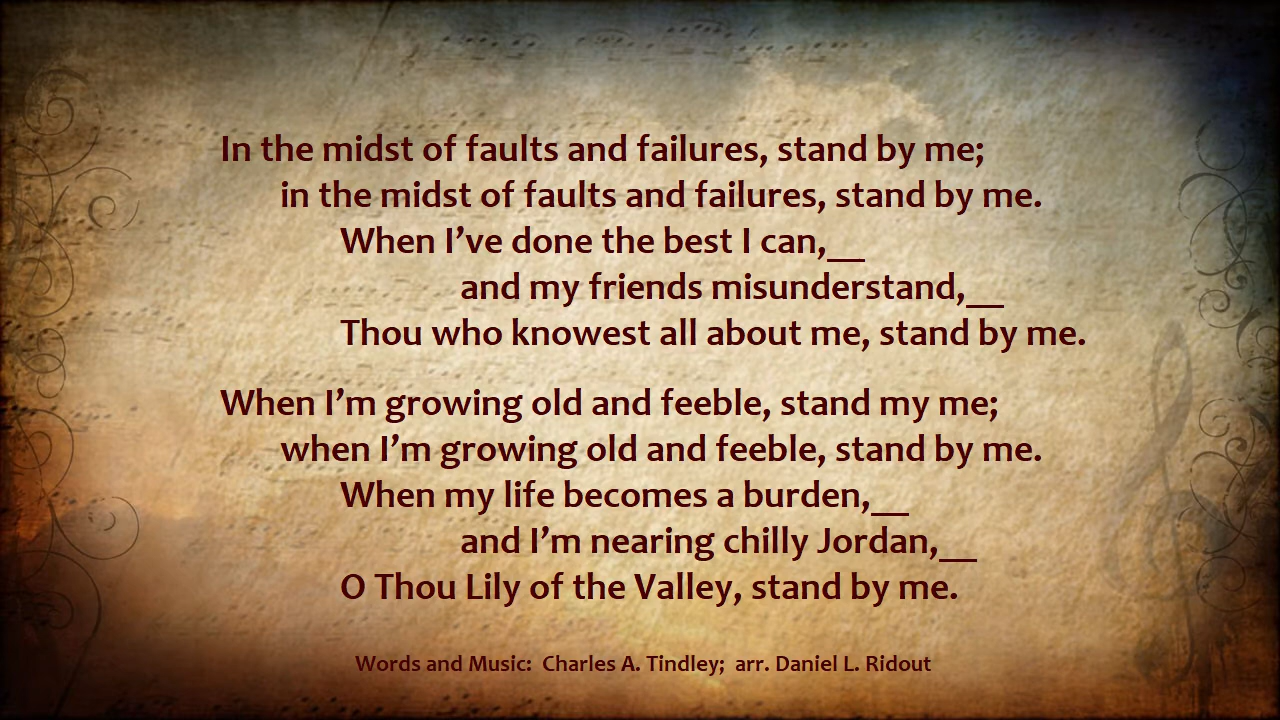 In the midst of faults and failures, stand by me;
in the midst of faults and failures, stand by me.
When I’ve done the best I can,__
and my friends misunderstand,__
Thou who knowest all about me, stand by me.
When I’m growing old and feeble, stand my me;
when I’m growing old and feeble, stand by me.
When my life becomes a burden,__
and I’m nearing chilly Jordan,__
O Thou Lily of the Valley, stand by me.
Words and Music:  Charles A. Tindley;  arr. Daniel L. Ridout